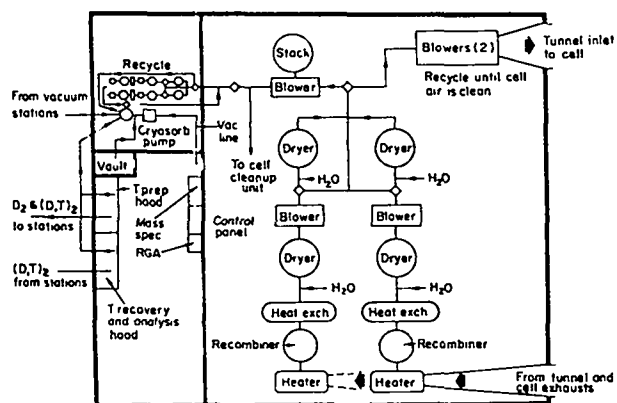 Recycle
From vacuum
stations
Cryosorb
pump
Vac
line
Stack
Blower
To cell
cleanup
unit
Blowers (2)
Recycle until cell
air is clean
Tunnel inlet
to cell
Vault
T prep
hood
D2 & (D,T)2
to stations
Mass
spec
RGA
Control
panel
(D,T)2
from stations
T recovery
and analysis
hood
Dryer
Dryer
H2O
H2O
Blower
Blower
Dryer
Dryer
H2O
H2O
Heat exch
Heat exch
Recombiner
Recombiner
Heater
Heater
From tunnel and
cell exhausts